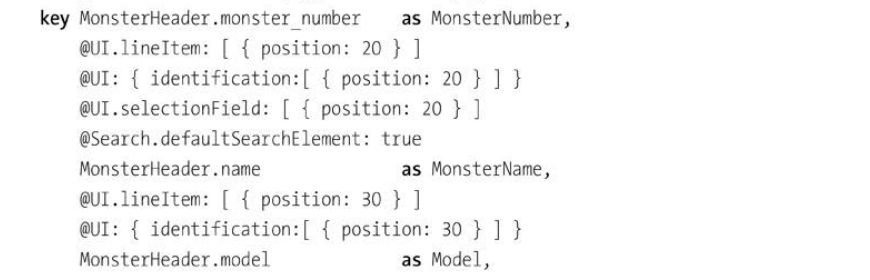 key MonsterHeader.monster_number as MonsterNumber,
@UI.lineItem: [ { position: 20 } ]
@UI: { identification:[ { position: 20 } ] }
@UI.selectionField: [ { position: 20 } ]
@Search.defaultSearchElement: true
MonsterHeader.name as MonsterName,
@UI.lineItem: [ { position: 30 } ]
@UI: { identification:[ { position: 30 } ] }
MonsterHeader.model as Model,